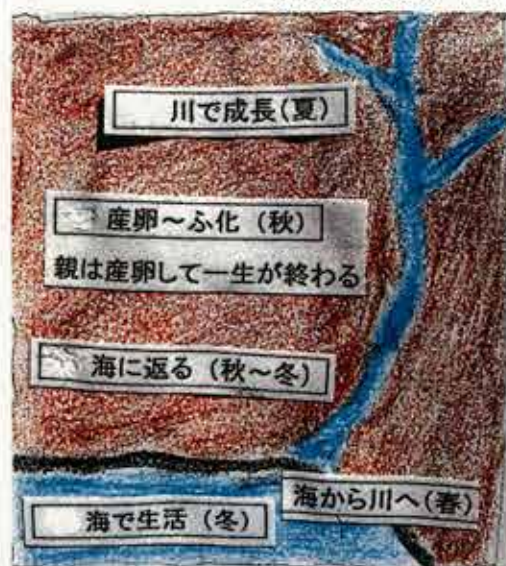 川で成長(夏)
産卵～ふ化（秋）
親は産卵して一生が終わる
海に返る（秋～冬）
海から川へ(春)
海で生活（冬）